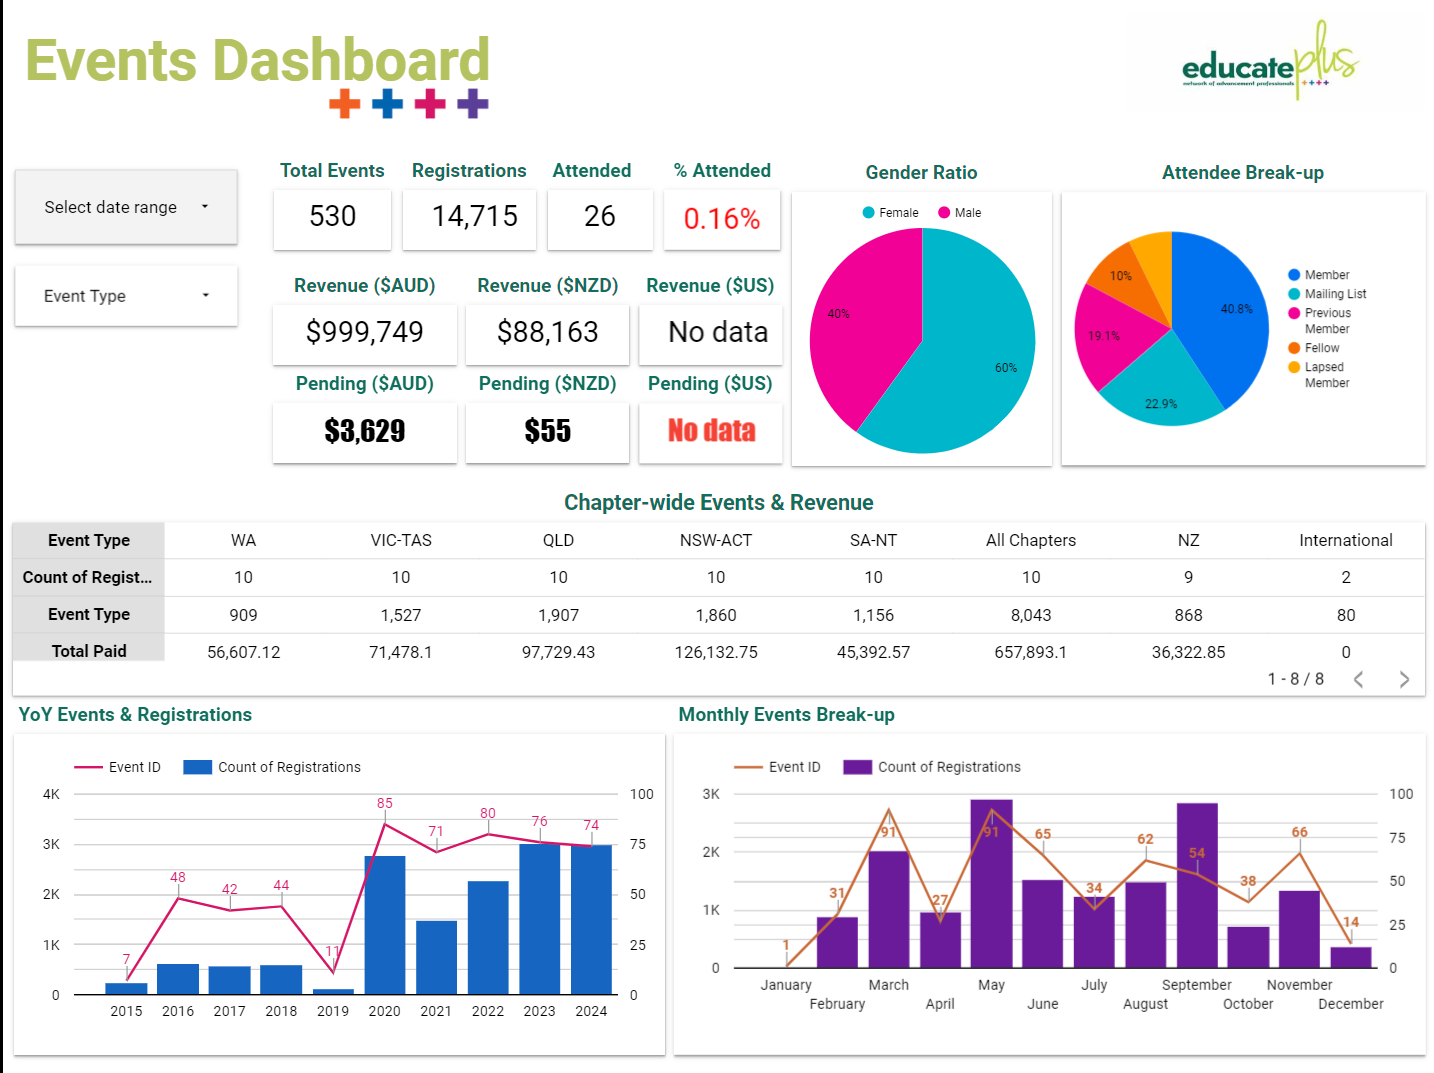 Events Dashboard
educateplus
network of advancement professionals
Select date range
Event Type
Total Events
Registrations
Attended
% Attended
530
14,715
26
0.16%
Revenue ($AUD)
Revenue ($NZD)
Revenue ($US)
$999,749
$88,163
No data
Pending ($AUD)
Pending ($NZD)
Pending ($US)
$3,629
$55
No data
Gender Ratio
Female
Male
40%
60%
Attendee Break-up
10%
40.8%
19.1%
22.9%
Member
Mailing List
Previous
Member
Fellow
Lapsed
Member
Chapter-wide Events & Revenue
Event Type WA VIC-TAS QLD NSW-ACT SA-NT All Chapters NZ International
Count of Regist... 10 10 10 10 10 10 9 2
Event Type 909 1,527 1,907 1,860 1,156 8,043 868 80
Total Paid 56,607.12 71,478.1 97,729.43 126,132.75 45,392.57 657,893.1 36,322.85 0
1 - 8 / 8
YoY Events & Registrations
Event ID Count of Registrations
4K 100
3K 75
2K 50
1K 25
0 0
7 48 42 44 11 85 71 80 76 74
2015 2016 2017 2018 2019 2020 2021 2022 2023 2024
Monthly Events Break-up
Event ID Count of Registrations
3K 100
75
2K
50
1K
25
0 0
1 31 91 27 91 65 34 62 54 38 66 14
January February March April May June July August September October November December